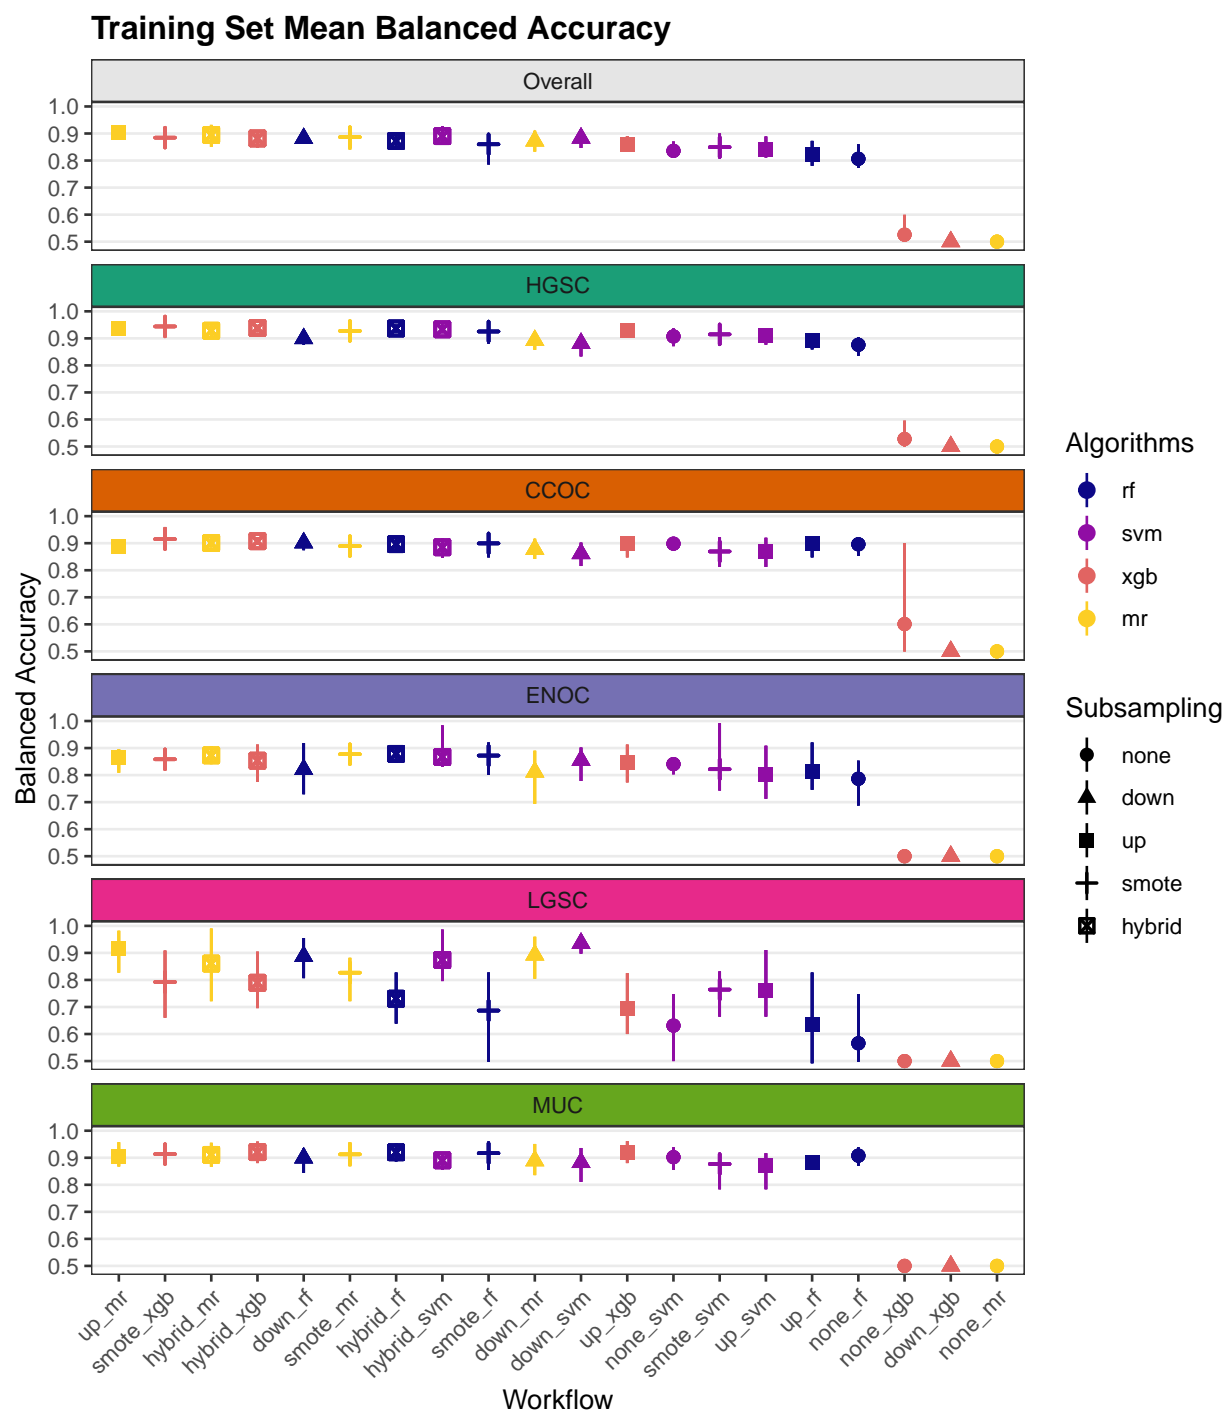 Training Set Mean Balanced Accuracy
Overall
1.0
0.9
0.8
0.7
0.6
0.5
HGSC
1.0
0.9
0.8
0.7
0.6
0.5
CCOC
1.0
0.9
0.8
0.7
0.6
0.5
ENOC
1.0
0.9
0.8
0.7
0.6
0.5
LGSC
1.0
0.9
0.8
0.7
0.6
0.5
MUC
1.0
0.9
0.8
0.7
0.6
0.5
Balanced Accuracy
up_mr
smote_xgb
hybrid_mr
hybrid_xgb
down_rf
smote_mr
hybrid_rf
hybrid_svm
smote_rf
down_mr
down_svm
up_xgb
none_svm
smote_svm
up_svm
up_rf
none_rf
none_xgb
down_xgb
none_mr
Workflow
Algorithms
rf
svm
xgb
mr
Subsampling
none
down
up
smote
hybrid